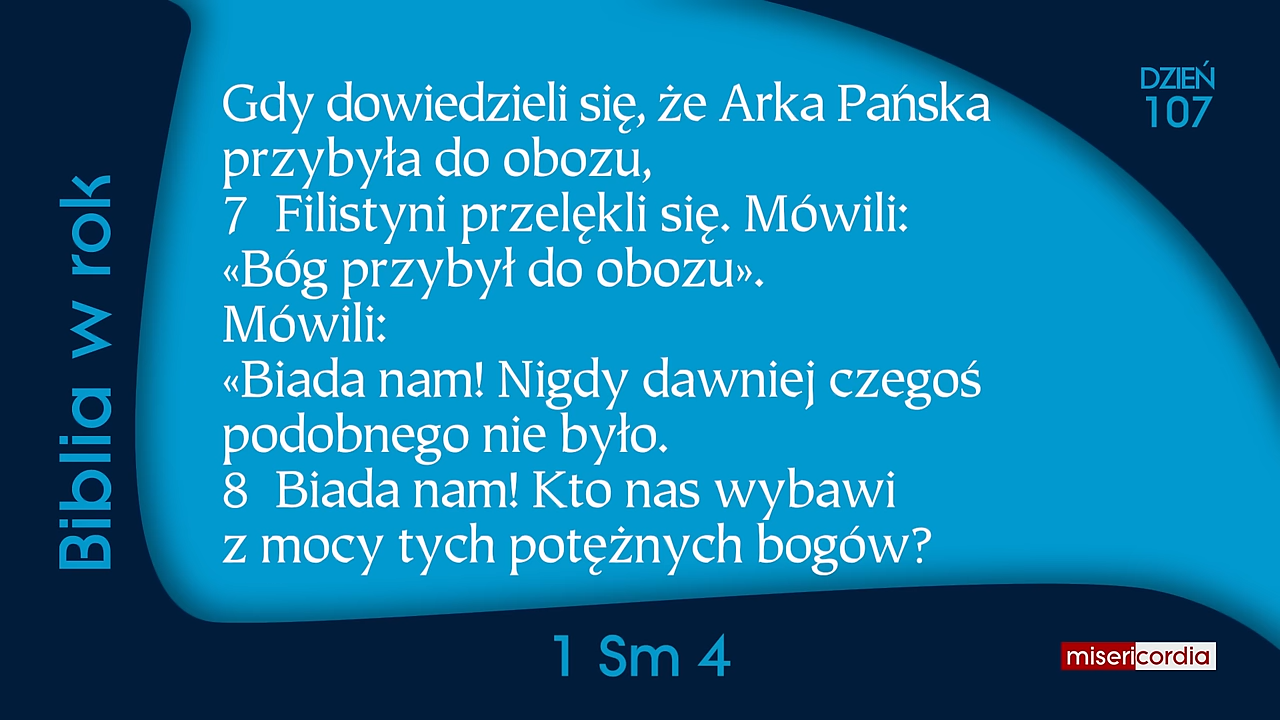 Gdy dowiedzieli się, że Arka Pańska
przybyła do obozu,
7 Filistyni przelękli się. Mówili:
«Bóg przybył do obozu».
Mówili:
«Biada nam! Nigdy dawniej czegoś
podobnego nie było.
8 Biada nam! Kto nas wybawi
z mocy tych potężnych bogów?
DZIEŃ
107
Biblia w rok
1 Sm 4
misericordia